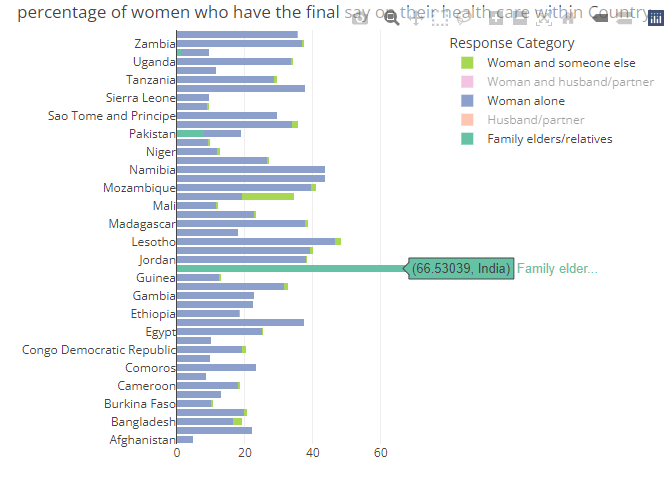 percentage of women who have the final say on their health care within Country
Response Category
Woman and someone else
Woman and husband/partner
Woman alone
Husband/partner
Family elders/relatives
Zambia
Uganda
Tanzania
Sierra Leone
Sao Tome and Principe
Pakistan
Niger
Namibia
Mozambique
Mali
Madagascar
Lesotho
Jordan
(66.53039, India) Family elder...
Guinea
Gambia
Ethiopia
Egypt
Congo Democratic Republic
Comoros
Cameroon
Burkina Faso
Bangladesh
Afghanistan
0 20 40 60